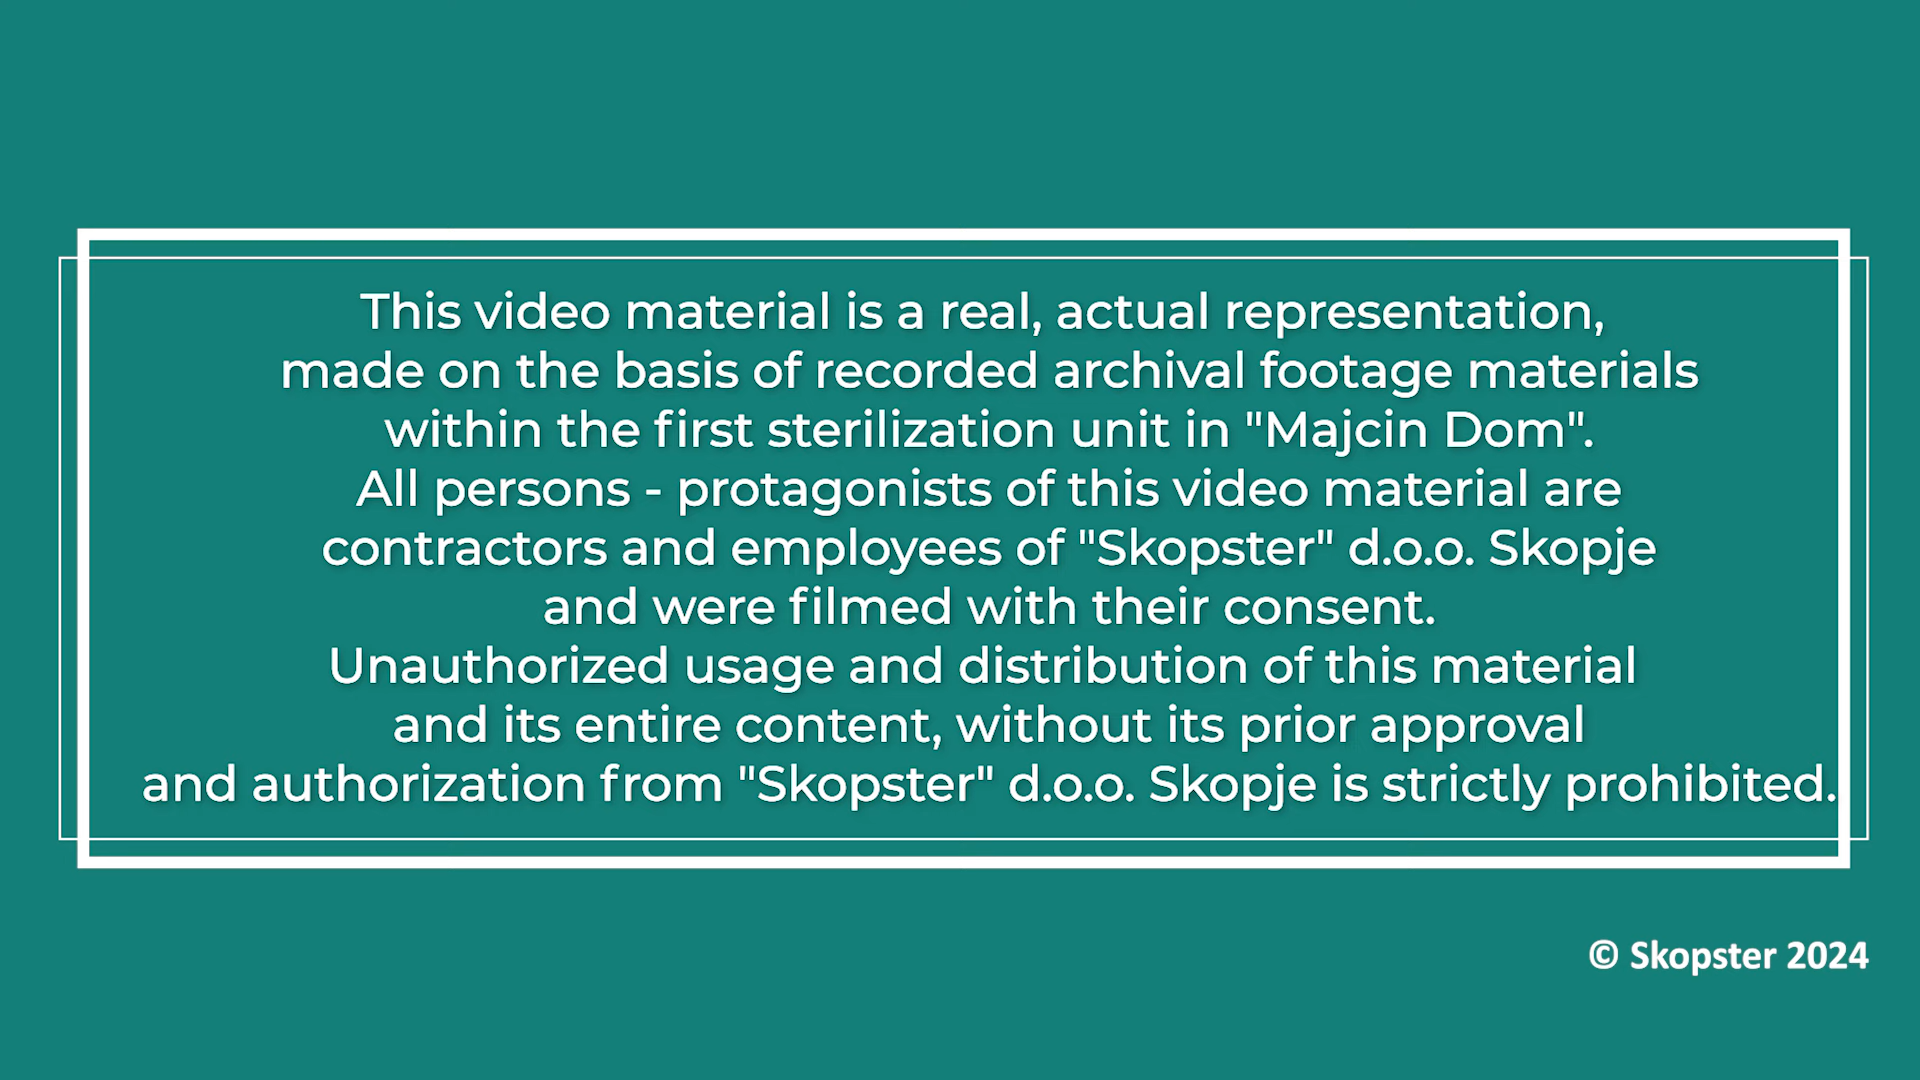 This video material is a real, actual representation,
made on the basis of recorded archival footage materials
within the first sterilization unit in "Majcin Dom".
All persons - protagonists of this video material are
contractors and employees of "Skopster" d.o.o. Skopje
and were filmed with their consent.
Unauthorized usage and distribution of this material
and its entire content, without its prior approval
and authorization from "Skopster" d.o.o. Skopje is strictly prohibited.
© Skopster 2024